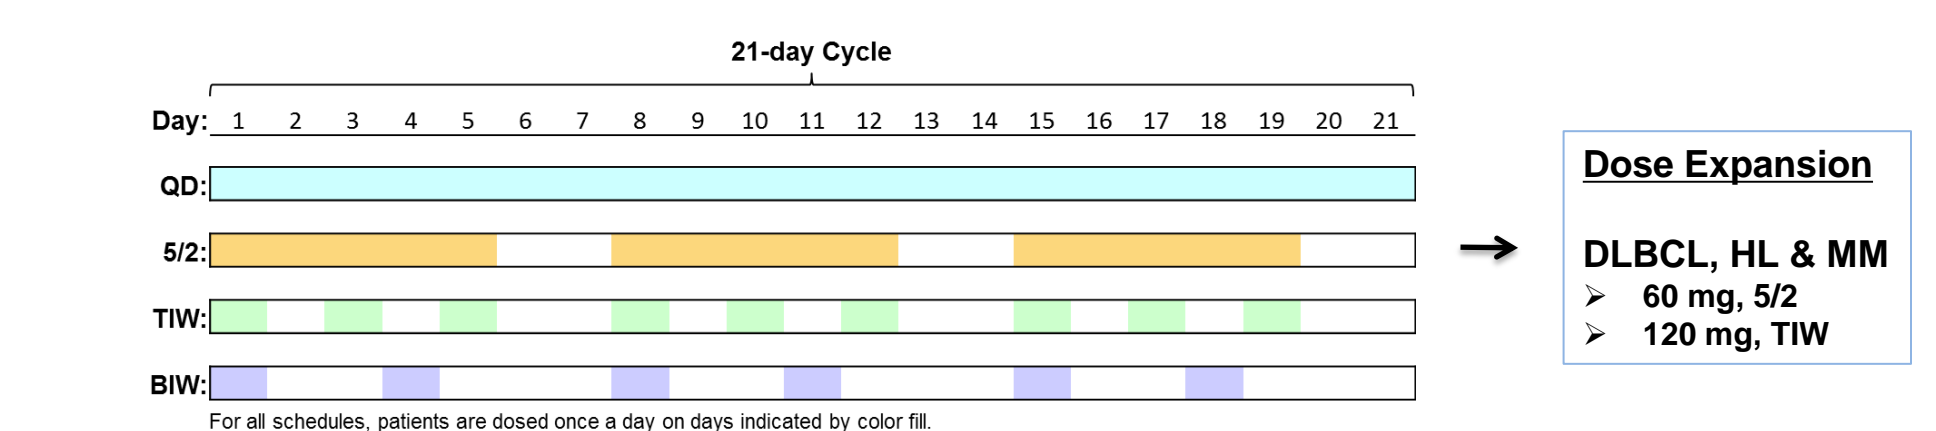 21-day Cycle
Day: 1 2 3 4 5 6 7 8 9 10 11 12 13 14 15 16 17 18 19 20 21
QD:
5/2:
TIW:
BIW:
For all schedules, patients are dosed once a day on days indicated by color fill.
Dose Expansion
DLBCL, HL & MM
➢ 60 mg, 5/2
➢ 120 mg, TIW